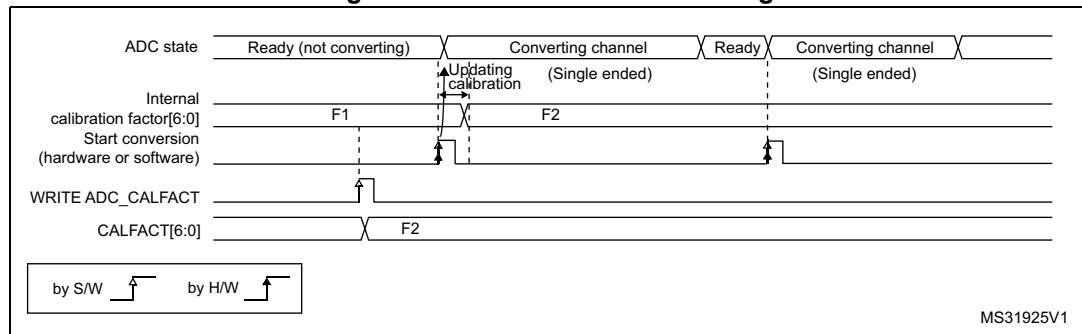 ADC state
Ready (not converting)
Converting channel
Ready
Converting channel
(Single ended)
(Single ended)
Updating
calibration
Internal
calibration factor[6:0]
F1
F2
Start conversion
(hardware or software)
WRITE ADC_CALFACT
CALFACT[6:0]
F2
by S/W
by H/W
MS31925V1